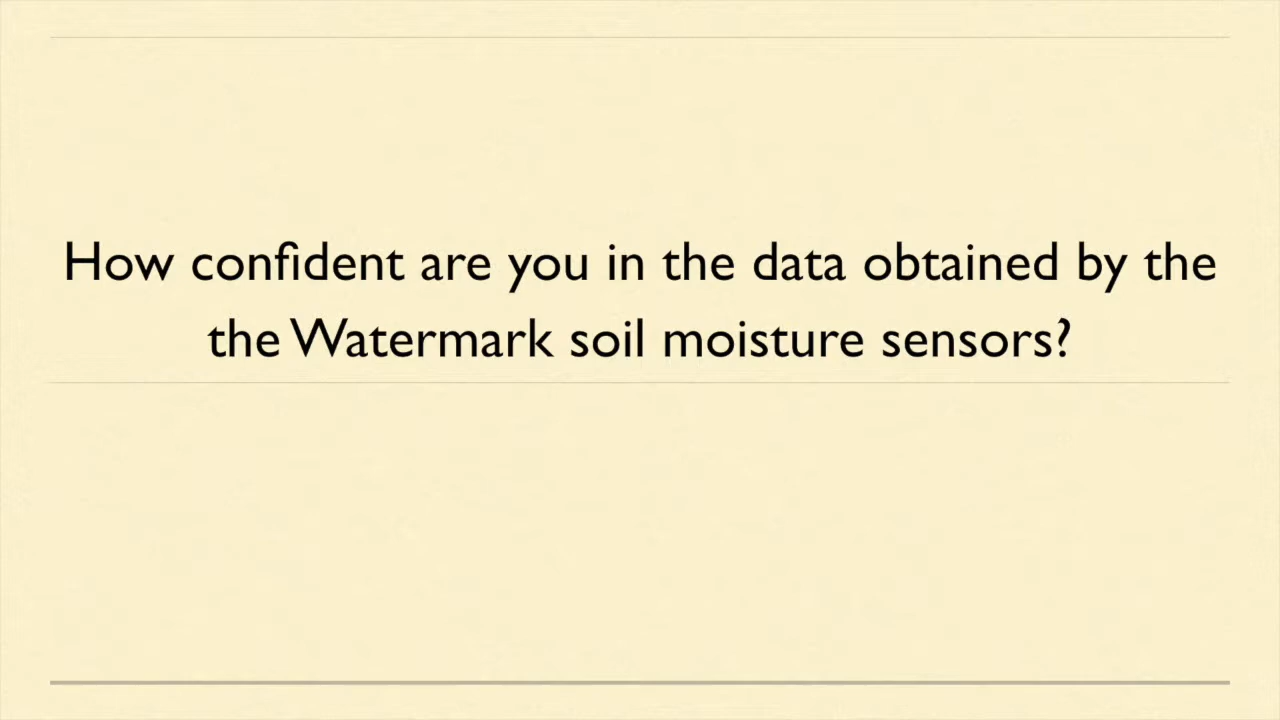 How confident are you in the data obtained by the
the Watermark soil moisture sensors?